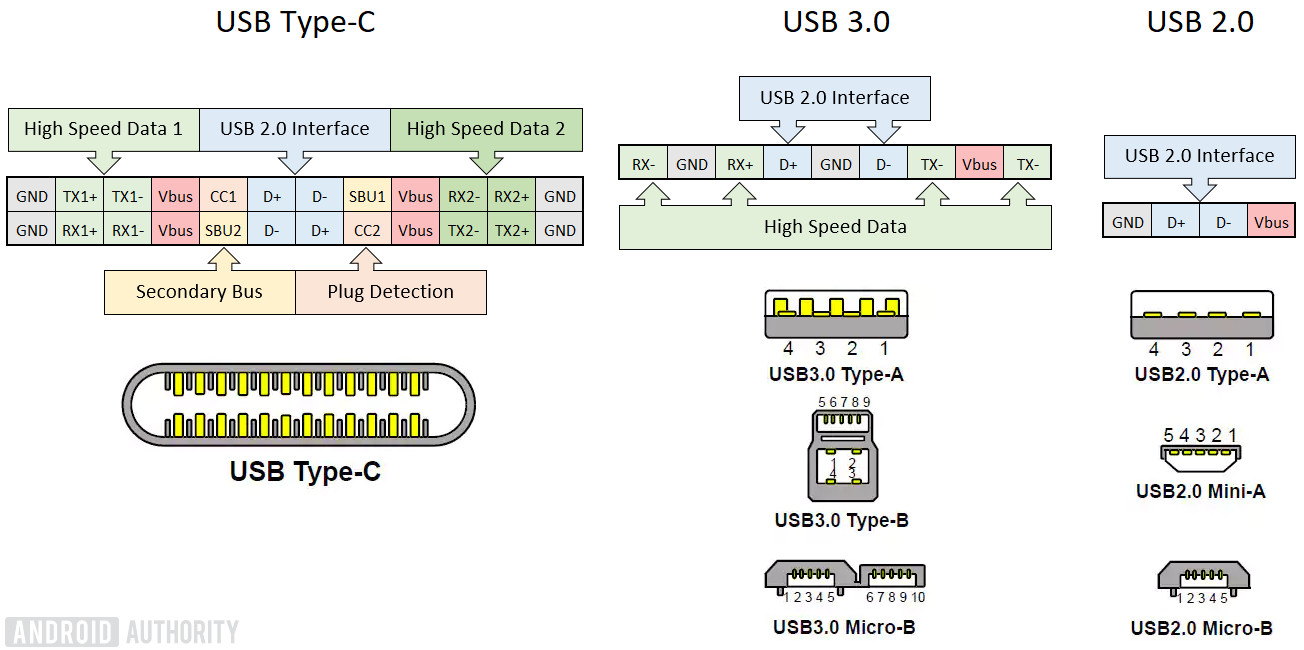 USB Type-C
USB 3.0
USB 2.0
High Speed Data 1
USB 2.0 Interface
High Speed Data 2
GND TX1+ TX1- Vbus CC1 D+ D- SBU1 Vbus RX2- RX2+ GND
GND RX1+ RX1- Vbus SBU2 D- D+ CC2 Vbus TX2- TX2+ GND
Secondary Bus
Plug Detection
USB Type-C
USB 2.0 Interface
RX- GND RX+ D+ GND D- TX- Vbus TX-
High Speed Data
4 3 2 1
USB3.0 Type-A
5 6 7 8 9
1 2
4 3
USB3.0 Type-B
1 2 3 4 5 6 7 8 9 10
USB3.0 Micro-B
USB 2.0 Interface
GND D+ D- Vbus
4 3 2 1
USB2.0 Type-A
5 4 3 2 1
USB2.0 Mini-A
1 2 3 4 5
USB2.0 Micro-B
ANDROID AUTHORITY